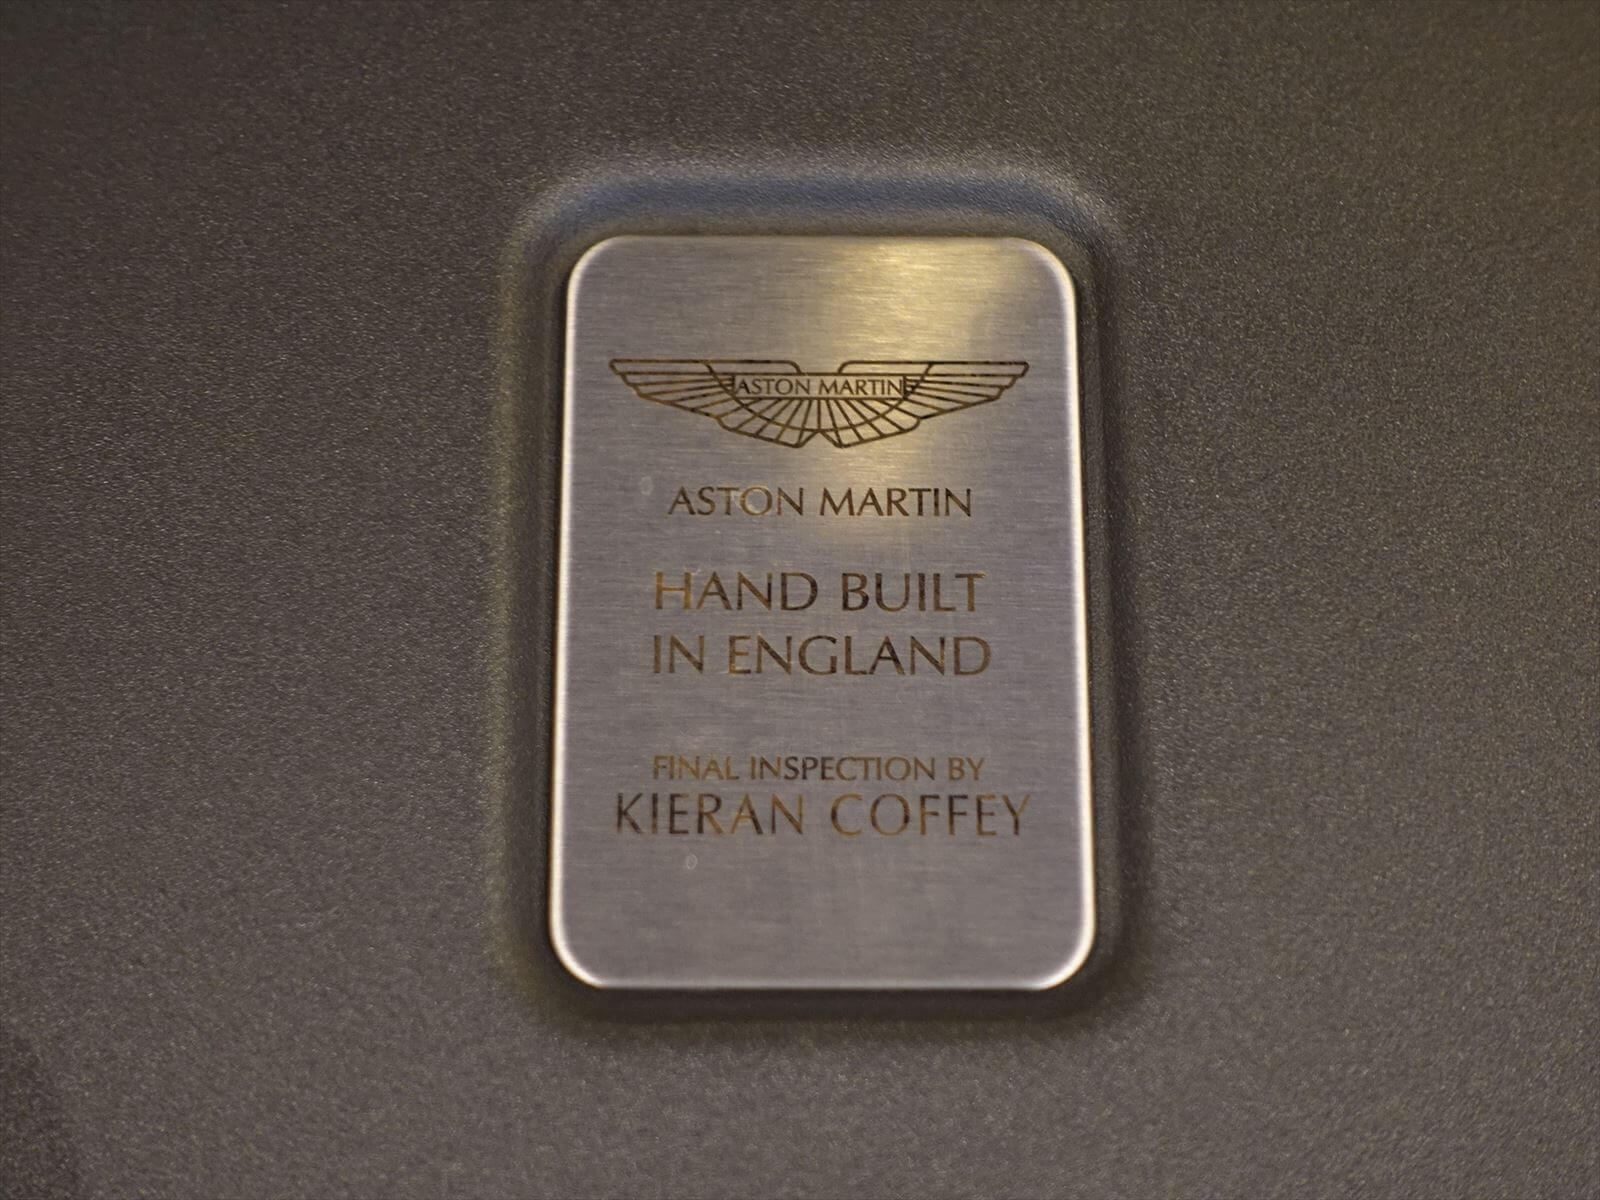 ASTON MARTIN
ASTON MARTIN
HAND BUILT
IN ENGLAND
FINAL INSPECTION BY
KIERAN COFFEY